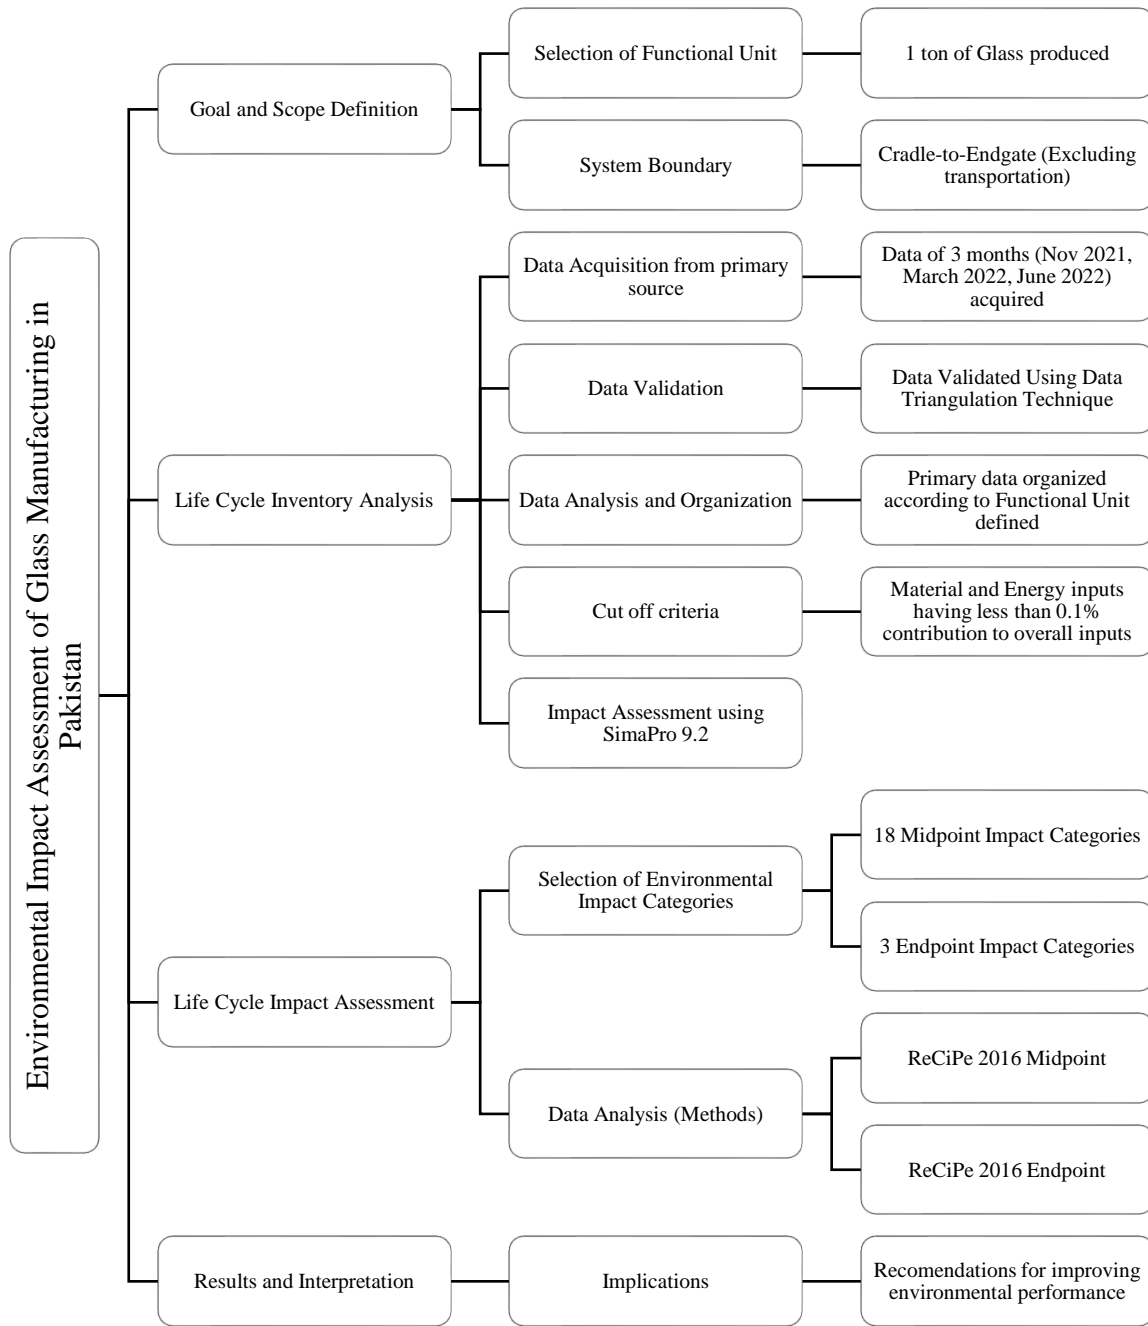 Environmental Impact Assessment of Glass Manufacturing in
Pakistan
Goal and Scope Definition
Selection of Functional Unit
1 ton of Glass produced
System Boundary
Cradle-to-Endgate (Excluding
transportation)
Life Cycle Inventory Analysis
Data Acquisition from primary
source
Data of 3 months (Nov 2021,
March 2022, June 2022)
acquired
Data Validation
Data Validated Using Data
Triangulation Technique
Data Analysis and Organization
Primary data organized
according to Functional Unit
defined
Cut off criteria
Material and Energy inputs
having less than 0.1%
contribution to overall inputs
Impact Assessment using
SimaPro 9.2
Life Cycle Impact Assessment
Selection of Environmental
Impact Categories
18 Midpoint Impact Categories
3 Endpoint Impact Categories
Data Analysis (Methods)
ReCiPe 2016 Midpoint
ReCiPe 2016 Endpoint
Results and Interpretation
Implications
Recomendations for improving
environmental performance